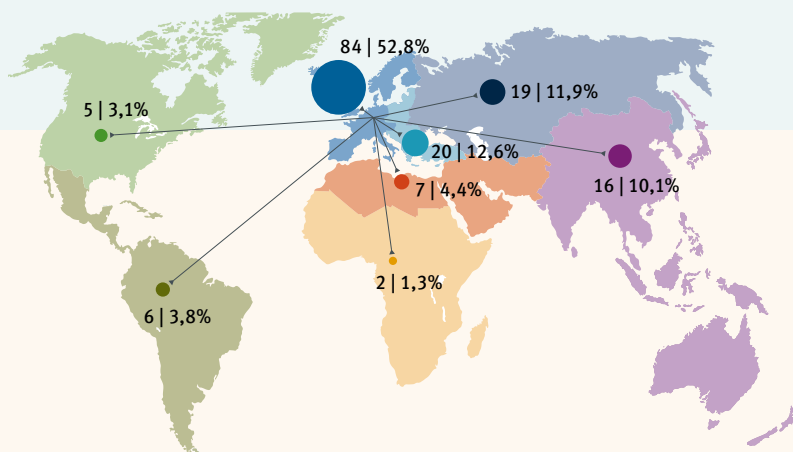 84 | 52,8%
19 | 11,9%
5 | 3,1%
20 | 12,6%
16 | 10,1%
7 | 4,4%
2 | 1,3%
6 | 3,8%